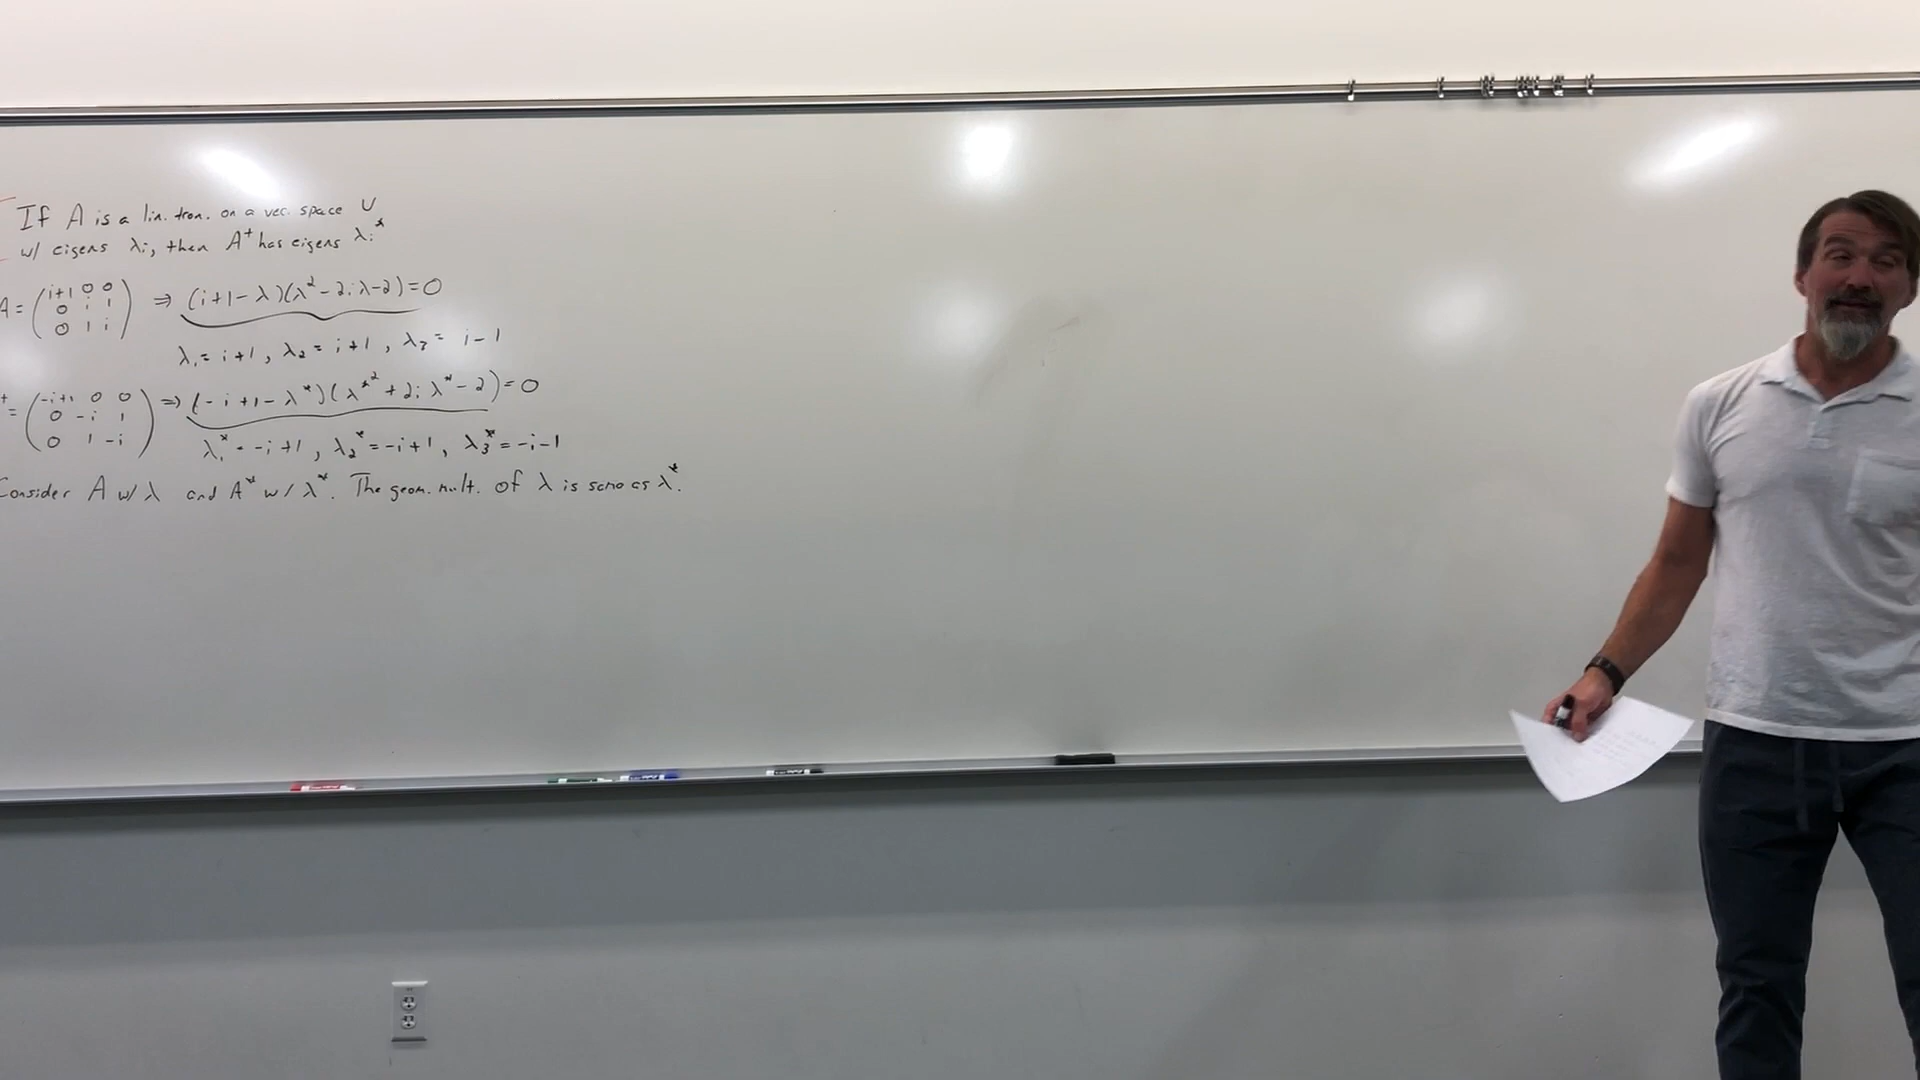 If A is a lin. tran. on a vec. space U
w/ eigens λi, then A† has eigens λi*
A = (i+1 0 0
0 i 1
0 1 i) ⇒ (i+1-λ)(λ²-2iλ-2)=0
λ₁ = i+1, λ₂ = i+1, λ₃ = i-1
† = (-i+1 0 0
0 -i 1
0 1 -i) ⇒ (-i+1-λ*)(λ*²+2iλ*-2)=0
λ₁* = -i+1, λ₂* = -i+1, λ₃* = -i-1
Consider A w/ λ and A* w/ λ*. The geom. mult. of λ is same as λ*.